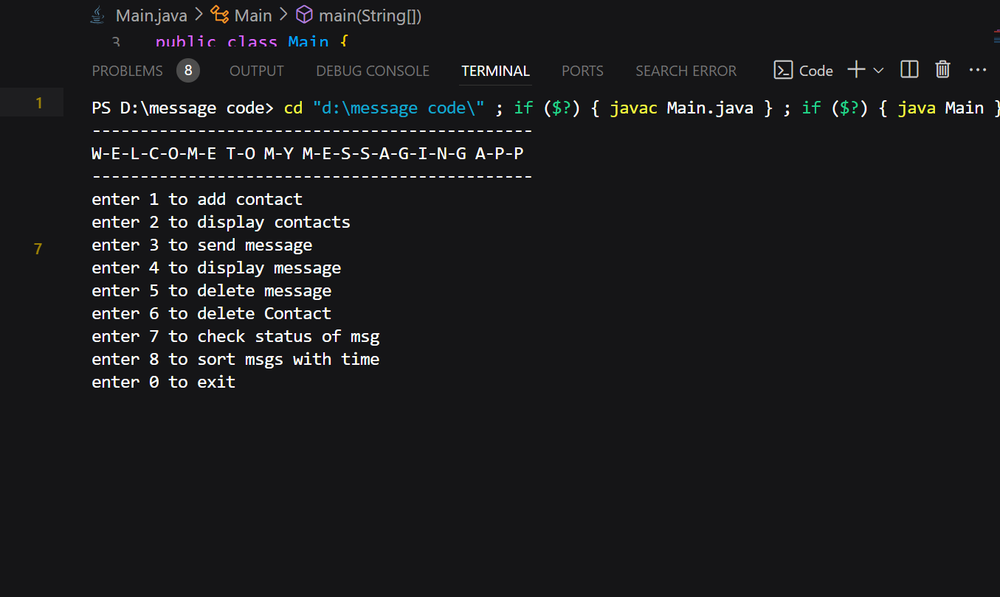 Main.java > Main > main(String[])
3 public class Main {
PROBLEMS 8 OUTPUT DEBUG CONSOLE TERMINAL PORTS SEARCH ERROR Code
1
PS D:\message code> cd "d:\message code\" ; if ($?) { javac Main.java } ; if ($?) { java Main }
----------------------------------------------
W-E-L-C-O-M-E T-O M-Y M-E-S-S-A-G-I-N-G A-P-P
----------------------------------------------
enter 1 to add contact
enter 2 to display contacts
enter 3 to send message
7
enter 4 to display message
enter 5 to delete message
enter 6 to delete Contact
enter 7 to check status of msg
enter 8 to sort msgs with time
enter 0 to exit